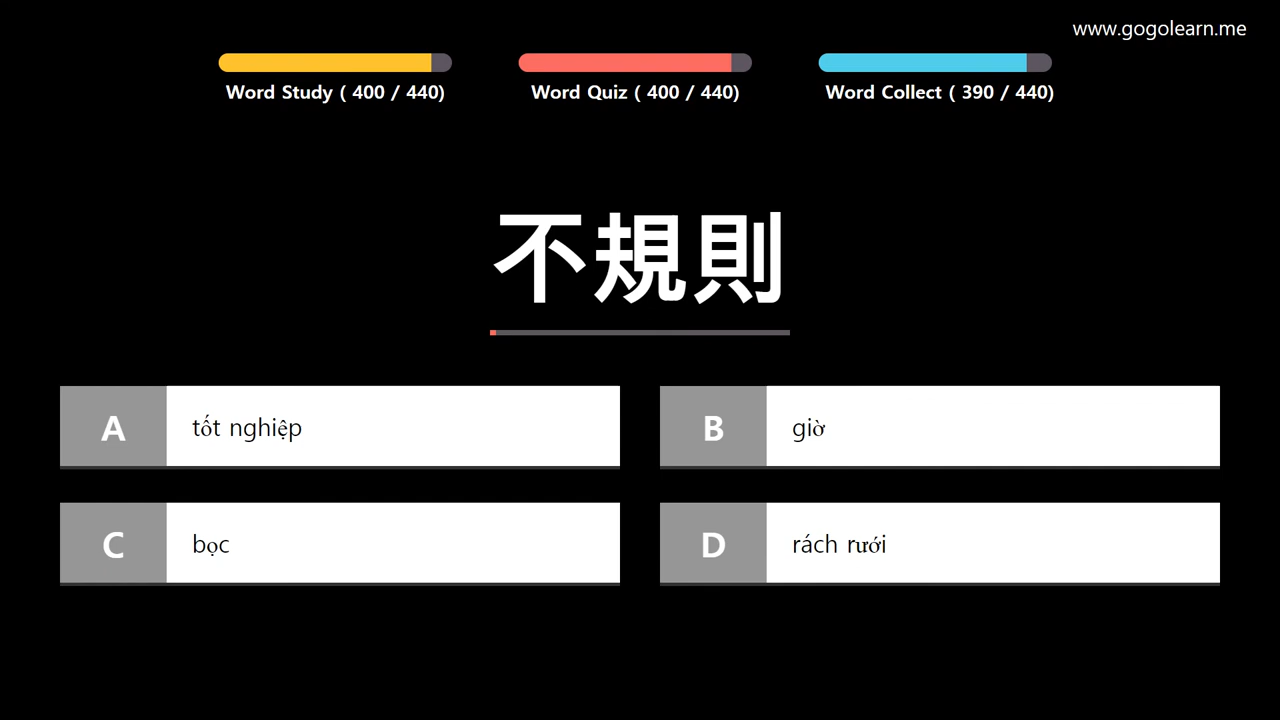 www.gogolearn.me
Word Study ( 400 / 440)
Word Quiz ( 400 / 440)
Word Collect ( 390 / 440)
不規則
A
tốt nghiệp
B
giờ
C
bọc
D
rách rưới